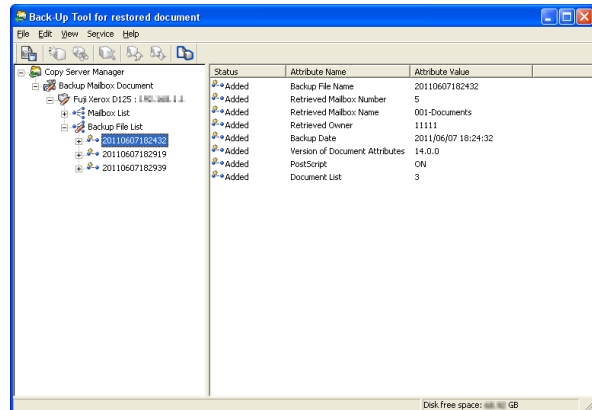 Back-Up Tool for restored document
File Edit View Service Help
Copy Server Manager
Backup Mailbox Document
Fuji Xerox D125 :
Mailbox List
Backup File List
20110607182432
20110607182919
20110607182939
Status Attribute Name Attribute Value
Added Backup File Name 20110607182432
Added Retrieved Mailbox Number 5
Added Retrieved Mailbox Name 001-Documents
Added Retrieved Owner 11111
Added Backup Date 2011/06/07 18:24:32
Added Version of Document Attributes 14.0.0
Added PostScript ON
Added Document List 3
Disk free space: GB